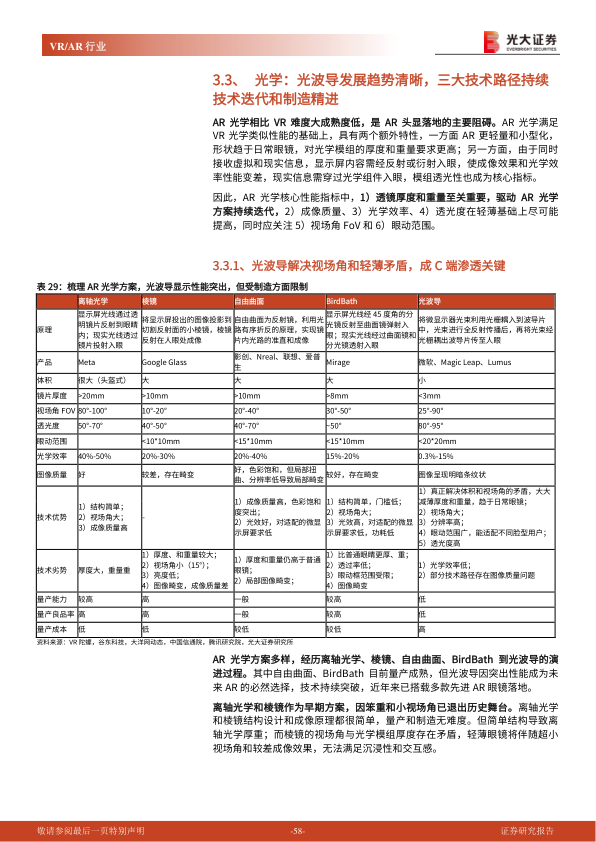 VR/AR 行业
光大证券
EVERBRIGHT SECURITIES
3.3、 光学：光波导发展趋势清晰，三大技术路径持续
技术迭代和制造精进
AR 光学相比 VR 难度大成熟度低，是 AR 头显落地的主要阻碍。AR 光学满足
VR 光学类似性能的基础上，具有两个额外特性，一方面 AR 更轻量和小型化，
形状趋于日常眼镜，对光学模组的厚度和重量要求更高；另一方面，由于同时
接收虚拟和现实信息，显示屏内容需经反射或衍射入眼，使成像效果和光学效
率性能变差，现实信息需穿过光学组件入眼，模组透光性也成为核心指标。
因此，AR 光学核心性能指标中，1）透镜厚度和重量至关重要，驱动 AR 光学
方案持续迭代，2）成像质量、3）光学效率、4）透光度在轻薄基础上尽可能
提高，同时应关注 5）视场角 FoV 和 6）眼动范围。
3.3.1、光波导解决视场角和轻薄矛盾，成 C 端渗透关键
表 29：梳理 AR 光学方案，光波导显示性能突出，但受制造方面限制
离轴光学 棱镜 自由曲面 BirdBath 光波导
原理
显示屏光线通过透
明镜片反射到眼睛
内；现实光线透过
镜片投射入眼
将显示屏投出的图像投影到
切割反射面的小棱镜，棱镜
反射在人眼处成像
自由曲面为反射镜，利用光
路有序折反的原理，实现镜
片内光路的准直和成像
显示屏光线经 45 度角的分
光镜反射至曲面镜弹射入
眼；现实光线经过曲面镜和
分光镜透射入眼
将微显示器光束利用光栅耦入到波导片
中，光束进行全反射传播后，再将光束经
光栅耦出波导片传至人眼
产品 Meta Google Glass
影创、Nreal、联想、爱普
生
Mirage 微软、Magic Leap、Lumus
体积 很大（头盔式） 大 大 大 小
镜片厚度 >20mm >10mm >10mm >8mm <3mm
视场角 FOV 80°-100° 10°-20° 20°-40° 30°-50° 25°-90°
透光度 50°-70° 40°-50° 40°-70° ~50° 80°-95°
眼动范围 <10*10mm <15*10mm <15*10mm <20*20mm
光学效率 40%-50% 20%-30% 20%-40% 15%-20% 0.3%-15%
图像质量 好 较差，存在畸变
好，色彩饱和，但局部扭
曲、分辨率低导致局部畸变
较好，存在畸变 图像呈现明暗条纹状
技术优势
1）结构简单；
2）视场角大；
3）成像质量高
-
1）成像质量高，色彩饱和
度突出；
2）光效好，对适配的微显
示屏要求低
1）结构简单，门槛低；
2）视场角大；
3）光效高，对适配的微显
示屏要求低，功耗低
1）真正解决体积和视场角的矛盾，大大
减薄厚度和重量，趋于日常眼镜；
2）视场角大；
3）分辨率高；
4）眼动范围广，能适配不同脸型用户；
5）透光度高
技术劣势 厚度大，重量重
1）厚度、和重量较大；
2）视场角小（15°）；
3）亮度低；
4）图像畸变，成像质量差
1）厚度和重量仍高于普通
眼镜；
2）局部图像畸变；
1）比普通眼睛更厚、重；
2）透过率低；
3）眼动框范围受限；
4）图像畸变
1）光学效率低；
2）部分技术路径存在图像质量问题
量产能力 较高 高 一般 较高 低
量产良品率 高 高 一般 较高 低
量产成本 低 低 较低 较低 高
资料来源：VR 陀螺，谷东科技，大洋网动态，中国信通院，腾讯研究院，光大证券研究所
AR 光学方案多样，经历离轴光学、棱镜、自由曲面、BirdBath 到光波导的演
进过程。其中自由曲面、BirdBath 目前量产成熟，但光波导因突出性能成为未
来 AR 的必然选择，技术持续突破，近年来已搭载多款先进 AR 眼镜落地。
离轴光学和棱镜作为早期方案，因笨重和小视场角已退出历史舞台。离轴光学
和棱镜结构设计和成像原理都很简单，量产和制造无难度。但简单结构导致离
轴光学厚重；而棱镜的视场角与光学模组厚度存在矛盾，轻薄眼镜将伴随超小
视场角和较差成像效果，无法满足沉浸性和交互感。
敬请参阅最后一页特别声明 -58- 证券研究报告